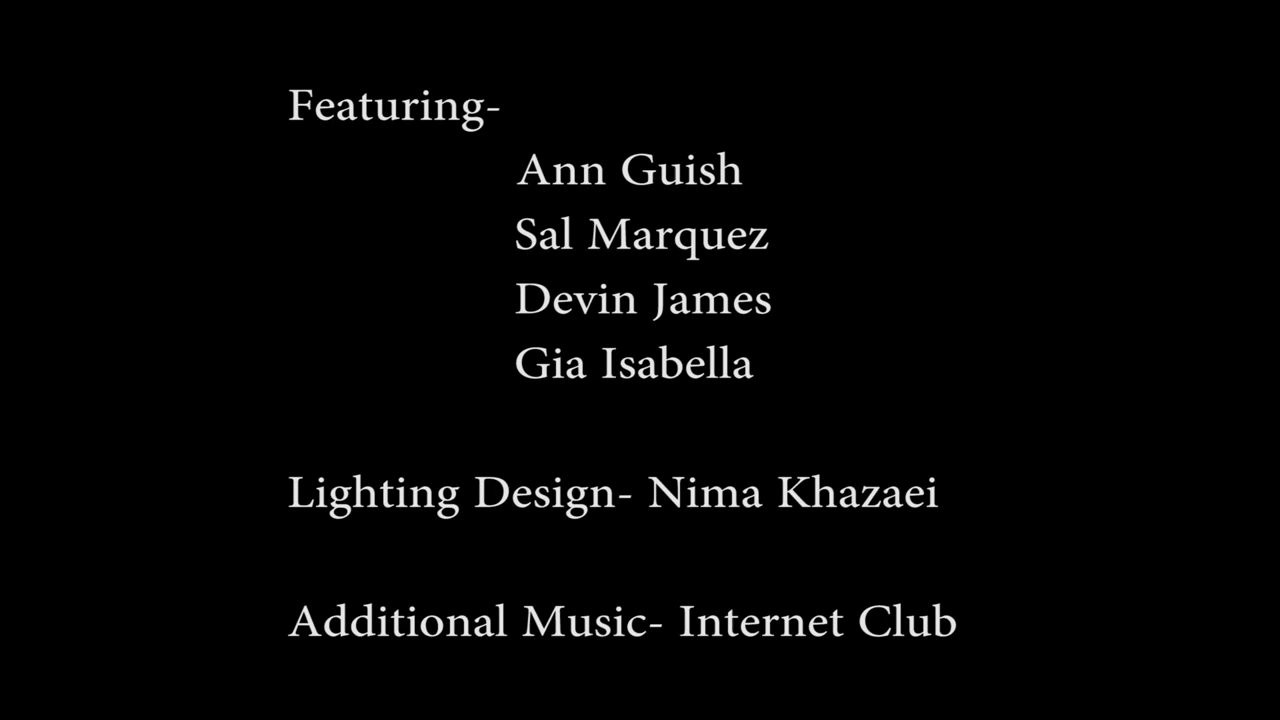 Featuring-
Ann Guish
Sal Marquez
Devin James
Gia Isabella
Lighting Design- Nima Khazaei
Additional Music- Internet Club